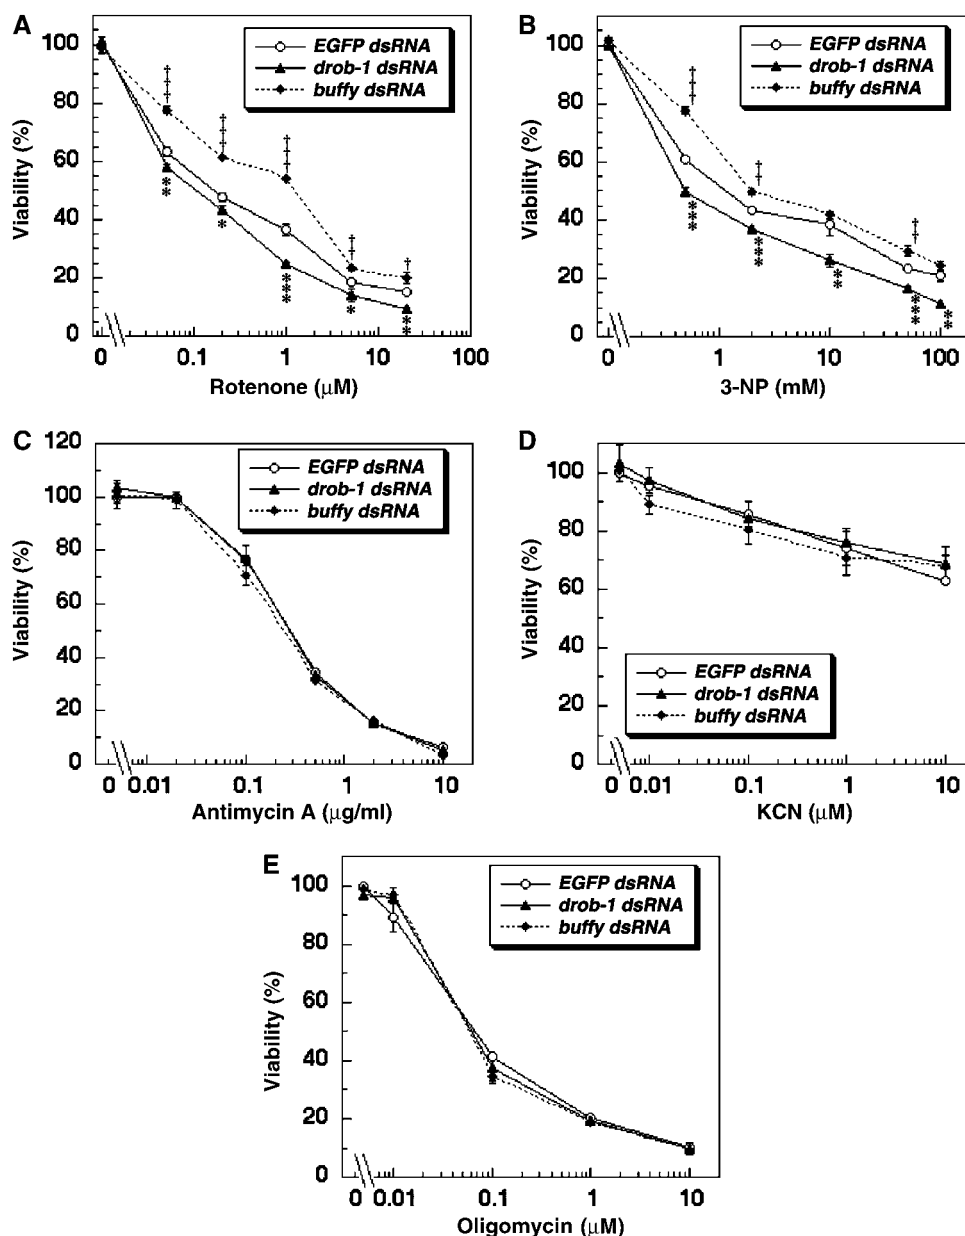 A
EGFP dsRNA
drob-1 dsRNA
buffy dsRNA
Viability (%)
100
80
60
40
20
0
†††
†††
†††
††
†
**
*
***
*
**
0 0.1 1 10 100
Rotenone (µM)
B
EGFP dsRNA
drob-1 dsRNA
buffy dsRNA
Viability (%)
100
80
60
40
20
0
†††
††
††
***
***
**
***
**
0 1 10 100
3-NP (mM)
C
EGFP dsRNA
drob-1 dsRNA
buffy dsRNA
Viability (%)
120
100
80
60
40
20
0
0 0.01 0.1 1 10
Antimycin A (µg/ml)
D
EGFP dsRNA
drob-1 dsRNA
buffy dsRNA
Viability (%)
100
80
60
40
20
0
0 0.01 0.1 1 10
KCN (µM)
E
EGFP dsRNA
drob-1 dsRNA
buffy dsRNA
Viability (%)
100
80
60
40
20
0
0 0.01 0.1 1 10
Oligomycin (µM)